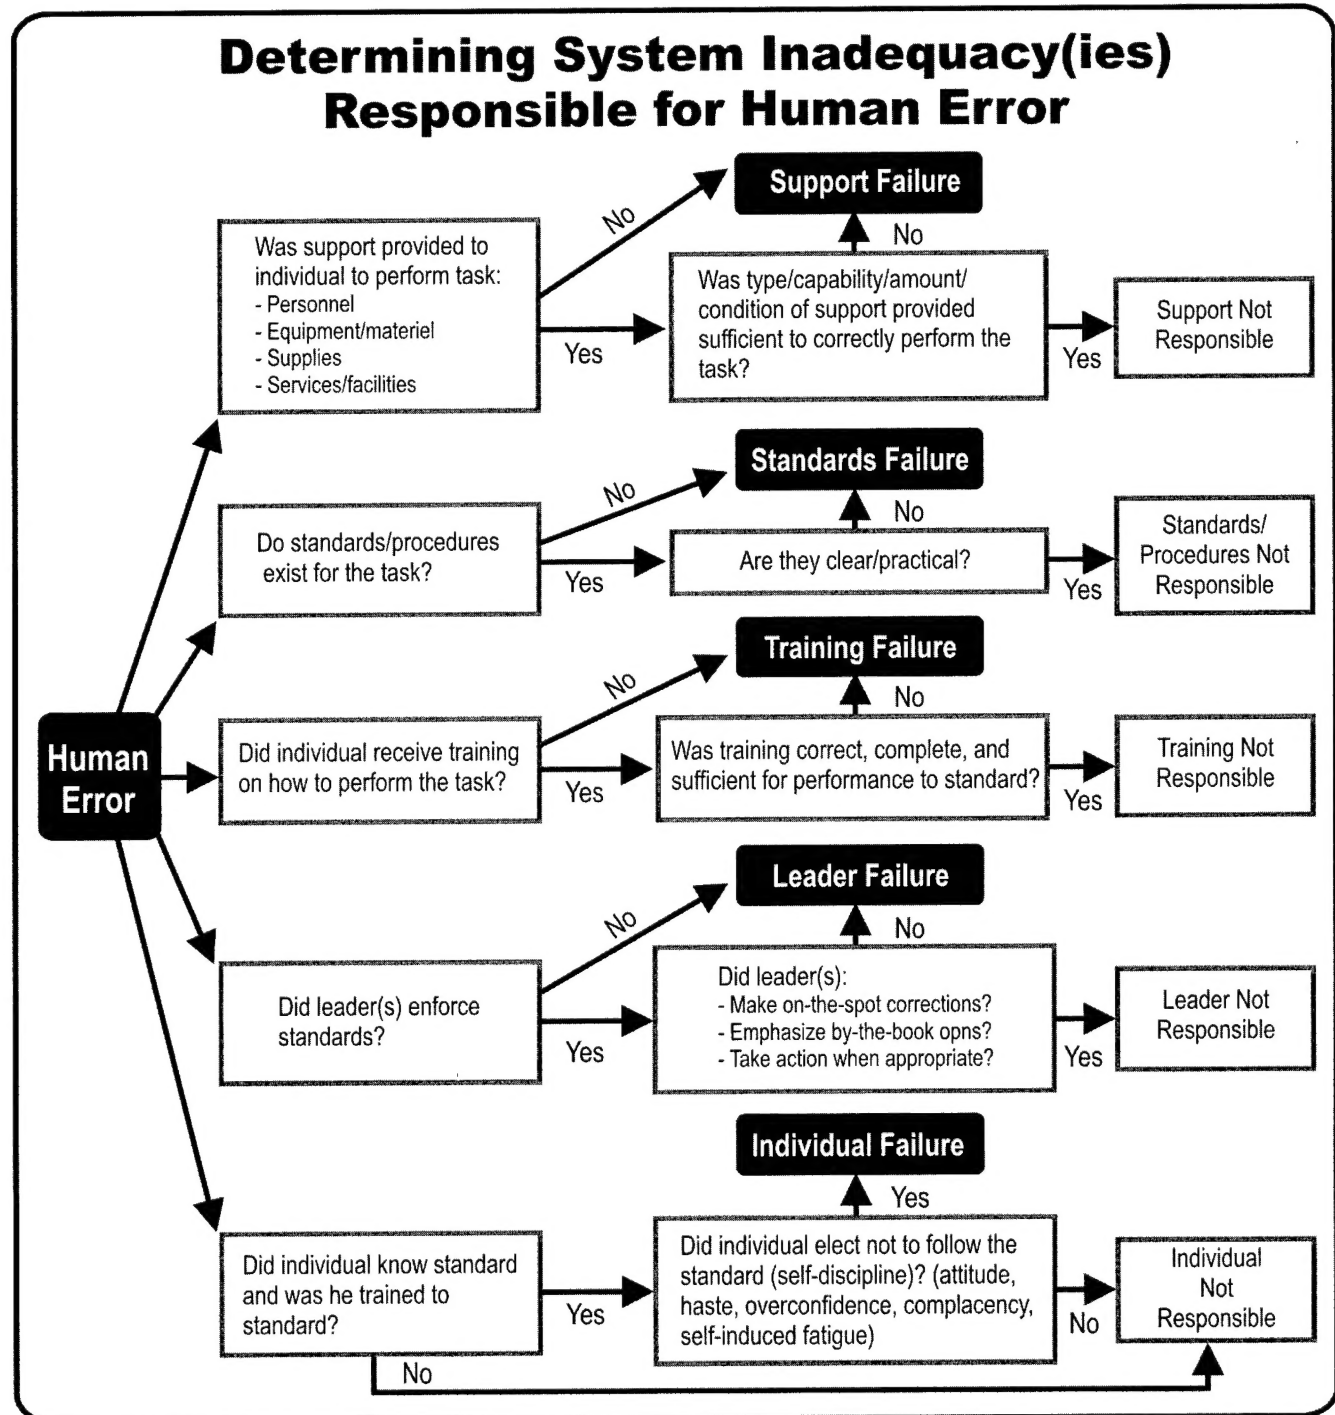 Determining System Inadequacy(ies)
Responsible for Human Error
Support Failure
No
No
Was support provided to
individual to perform task:
- Personnel
- Equipment/materiel
- Supplies
- Services/facilities
Yes
Was type/capability/amount/
condition of support provided
sufficient to correctly perform the
task?
Yes
Support Not
Responsible
Standards Failure
No
No
Do standards/procedures
exist for the task?
Yes
Are they clear/practical?
Yes
Standards/
Procedures Not
Responsible
Training Failure
No
No
Human
Error
Did individual receive training
on how to perform the task?
Yes
Was training correct, complete, and
sufficient for performance to standard?
Yes
Training Not
Responsible
Leader Failure
No
No
Did leader(s) enforce
standards?
Yes
Did leader(s):
- Make on-the-spot corrections?
- Emphasize by-the-book opns?
- Take action when appropriate?
Yes
Leader Not
Responsible
Individual Failure
Yes
Did individual know standard
and was he trained to
standard?
Yes
Did individual elect not to follow the
standard (self-discipline)? (attitude,
haste, overconfidence, complacency,
self-induced fatigue)
No
Individual
Not
Responsible
No